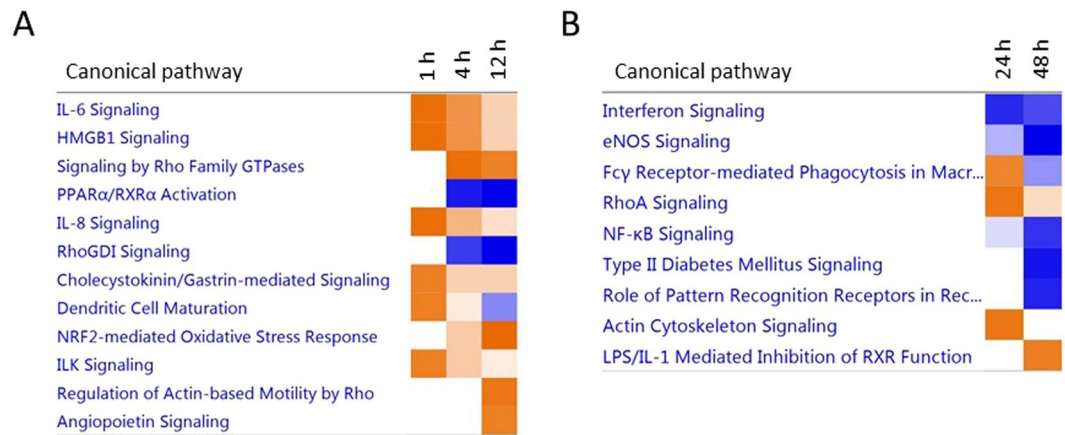 A
Canonical pathway 1 h 4 h 12 h
IL-6 Signaling
HMGB1 Signaling
Signaling by Rho Family GTPases
PPARα/RXRα Activation
IL-8 Signaling
RhoGDI Signaling
Cholecystokinin/Gastrin-mediated Signaling
Dendritic Cell Maturation
NRF2-mediated Oxidative Stress Response
ILK Signaling
Regulation of Actin-based Motility by Rho
Angiopoietin Signaling
B
Canonical pathway 24 h 48 h
Interferon Signaling
eNOS Signaling
Fcγ Receptor-mediated Phagocytosis in Macr...
RhoA Signaling
NF-κB Signaling
Type II Diabetes Mellitus Signaling
Role of Pattern Recognition Receptors in Rec...
Actin Cytoskeleton Signaling
LPS/IL-1 Mediated Inhibition of RXR Function